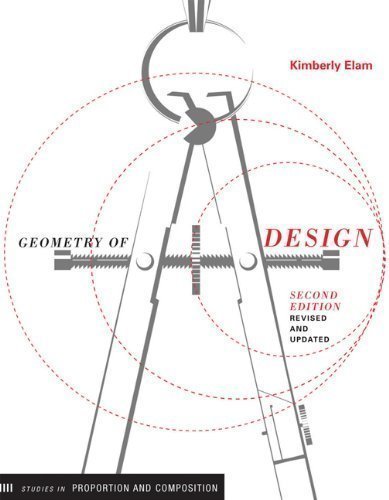 Kimberly Elam
GEOMETRY OF DESIGN
SECOND
EDITION
REVISED
AND
UPDATED
STUDIES IN PROPORTION AND COMPOSITION